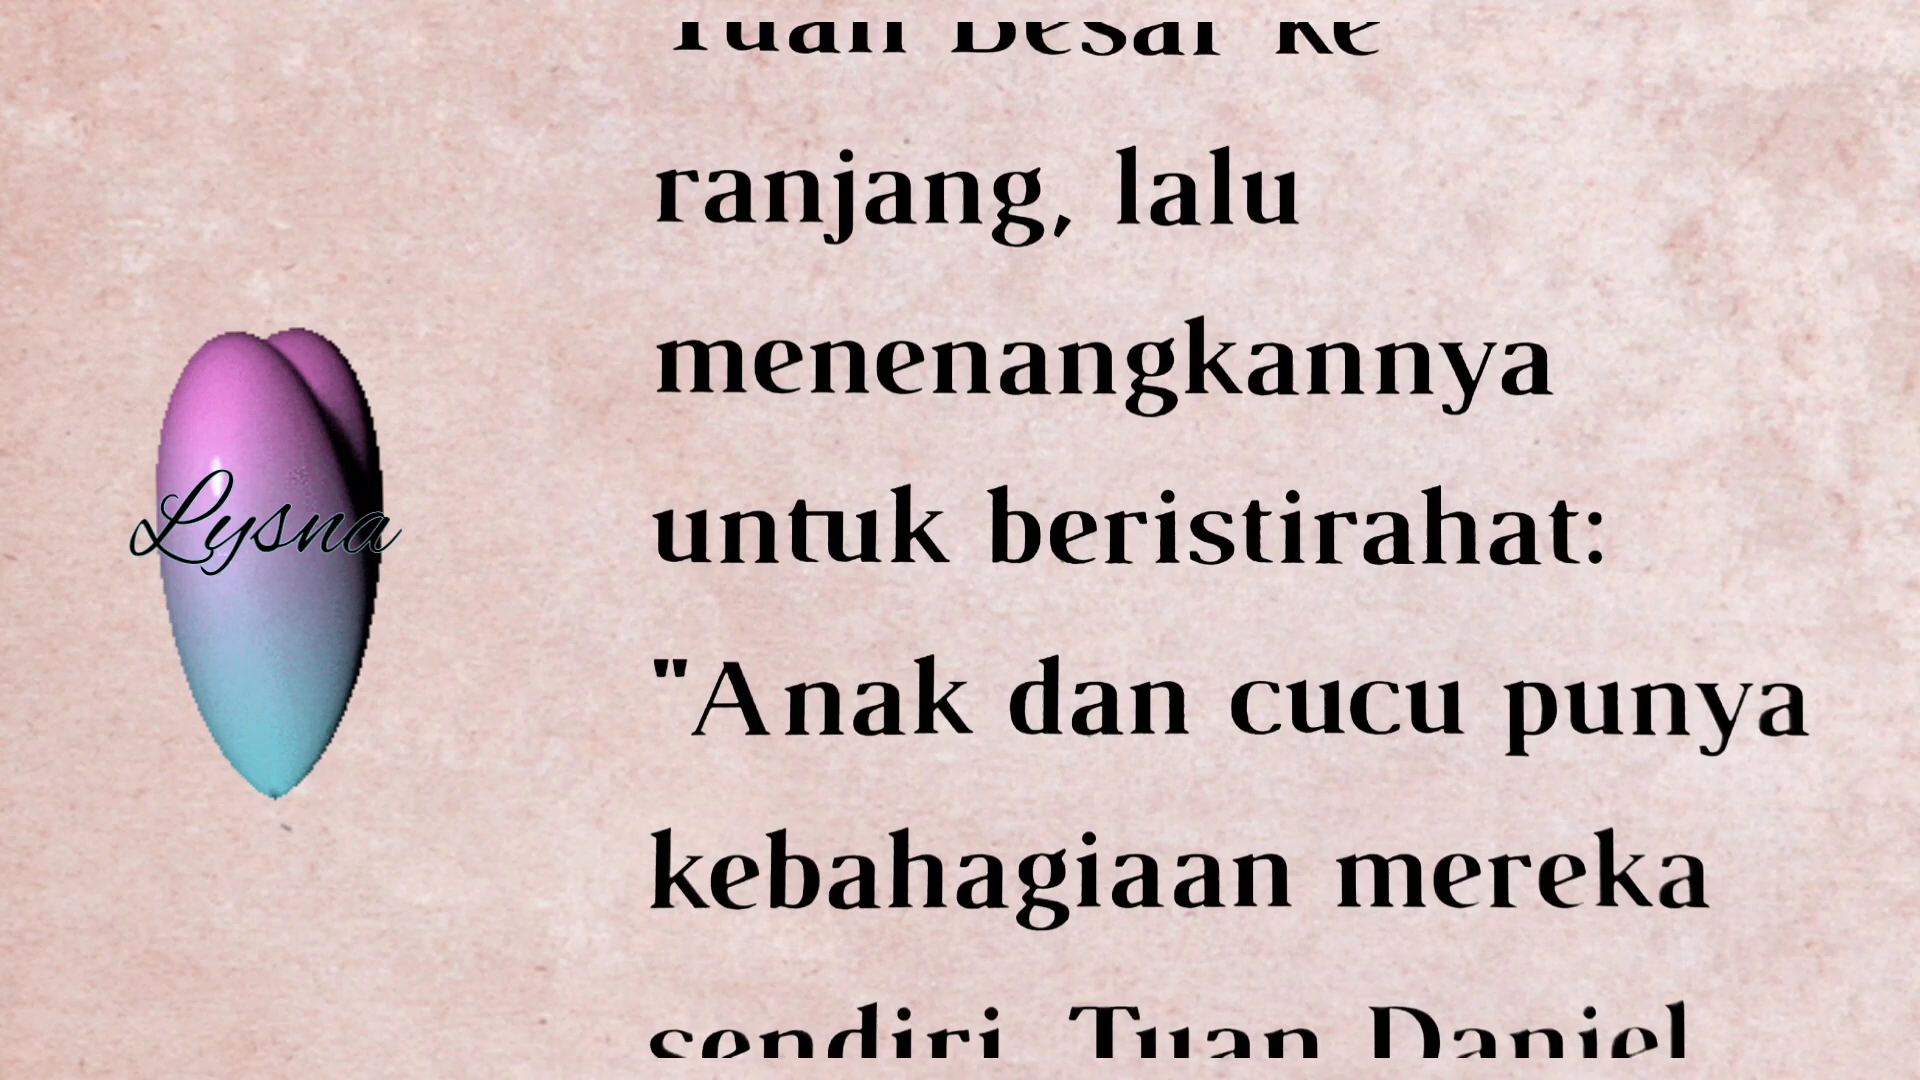 Tuan Besar ke
ranjang, lalu
menenangkannya
untuk beristirahat:
"Anak dan cucu punya
kebahagiaan mereka
sendiri. Tuan Daniel
Lysna